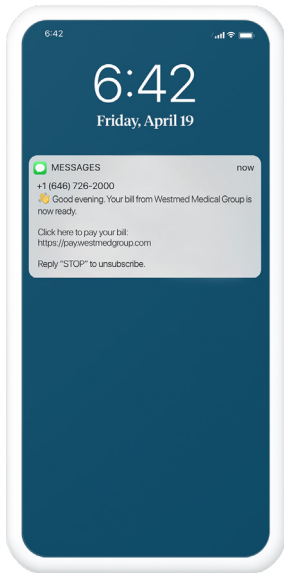 6:42
6:42
Friday, April 19
MESSAGES now
+1 (646) 726-2000
👋 Good evening. Your bill from Westmed Medical Group is
now ready.
Click here to pay your bill:
https://pay.westmedgroup.com
Reply "STOP" to unsubscribe.